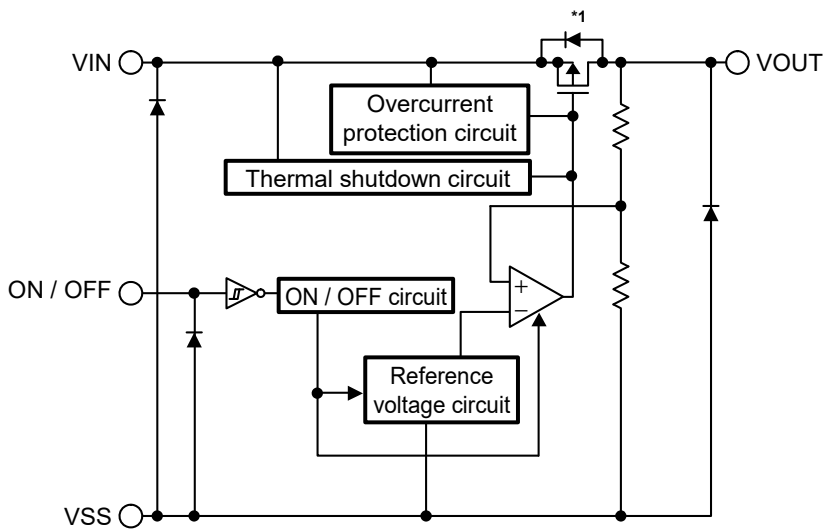 *1
VIN
VOUT
Overcurrent
protection circuit
Thermal shutdown circuit
ON / OFF
ON / OFF circuit
+
−
Reference
voltage circuit
VSS